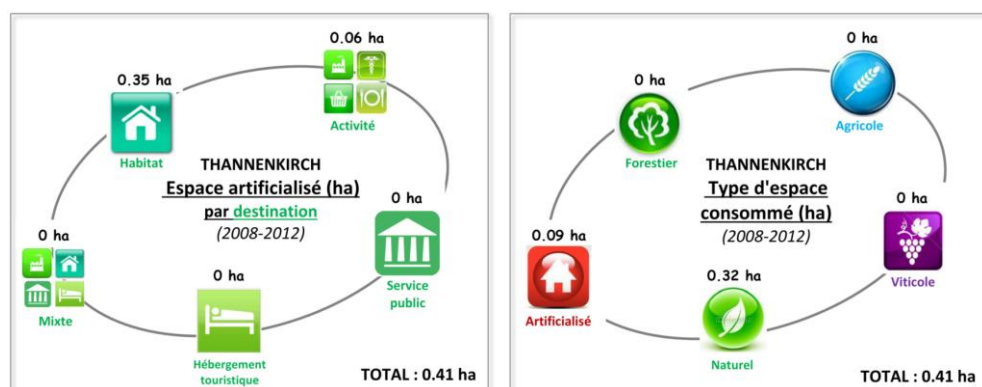 0.06 ha
Activité
0.35 ha
Habitat
THANNENKIRCH
Espace artificialisé (ha)
par destination
(2008-2012)
0 ha
Service
public
0 ha
Mixte
0 ha
Hébergement
touristique
TOTAL : 0.41 ha
0 ha
Agricole
0 ha
Forestier
THANNENKIRCH
Type d'espace
consommé (ha)
(2008-2012)
0 ha
Viticole
0.09 ha
Artificialisé
0.32 ha
Naturel
TOTAL : 0.41 ha